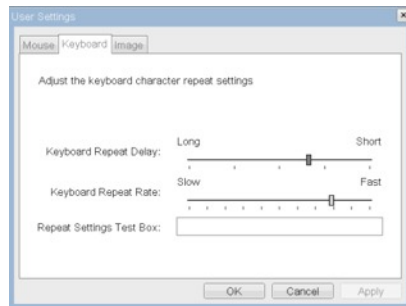 User Settings
Mouse Keyboard Image
Adjust the keyboard character repeat settings
Long Short
Keyboard Repeat Delay:
Slow Fast
Keyboard Repeat Rate:
Repeat Settings Test Box:
OK Cancel Apply